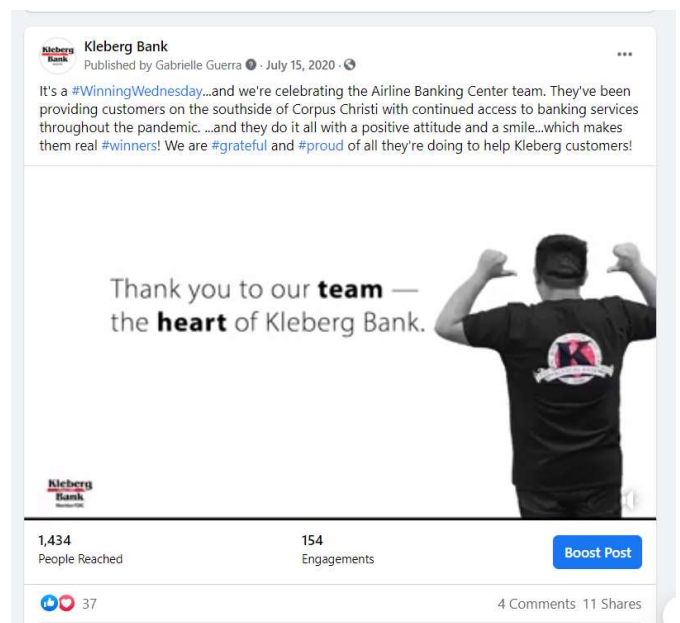 Kleberg
Bank
Kleberg Bank
Published by Gabrielle Guerra · July 15, 2020 ·
It's a #WinningWednesday...and we're celebrating the Airline Banking Center team. They've been
providing customers on the southside of Corpus Christi with continued access to banking services
throughout the pandemic. ...and they do it all with a positive attitude and a smile...which makes
them real #winners! We are #grateful and #proud of all they're doing to help Kleberg customers!
Thank you to our team —
the heart of Kleberg Bank.
K
Kleberg
Bank
Member FDIC
1,434
People Reached
154
Engagements
Boost Post
37
4 Comments 11 Shares